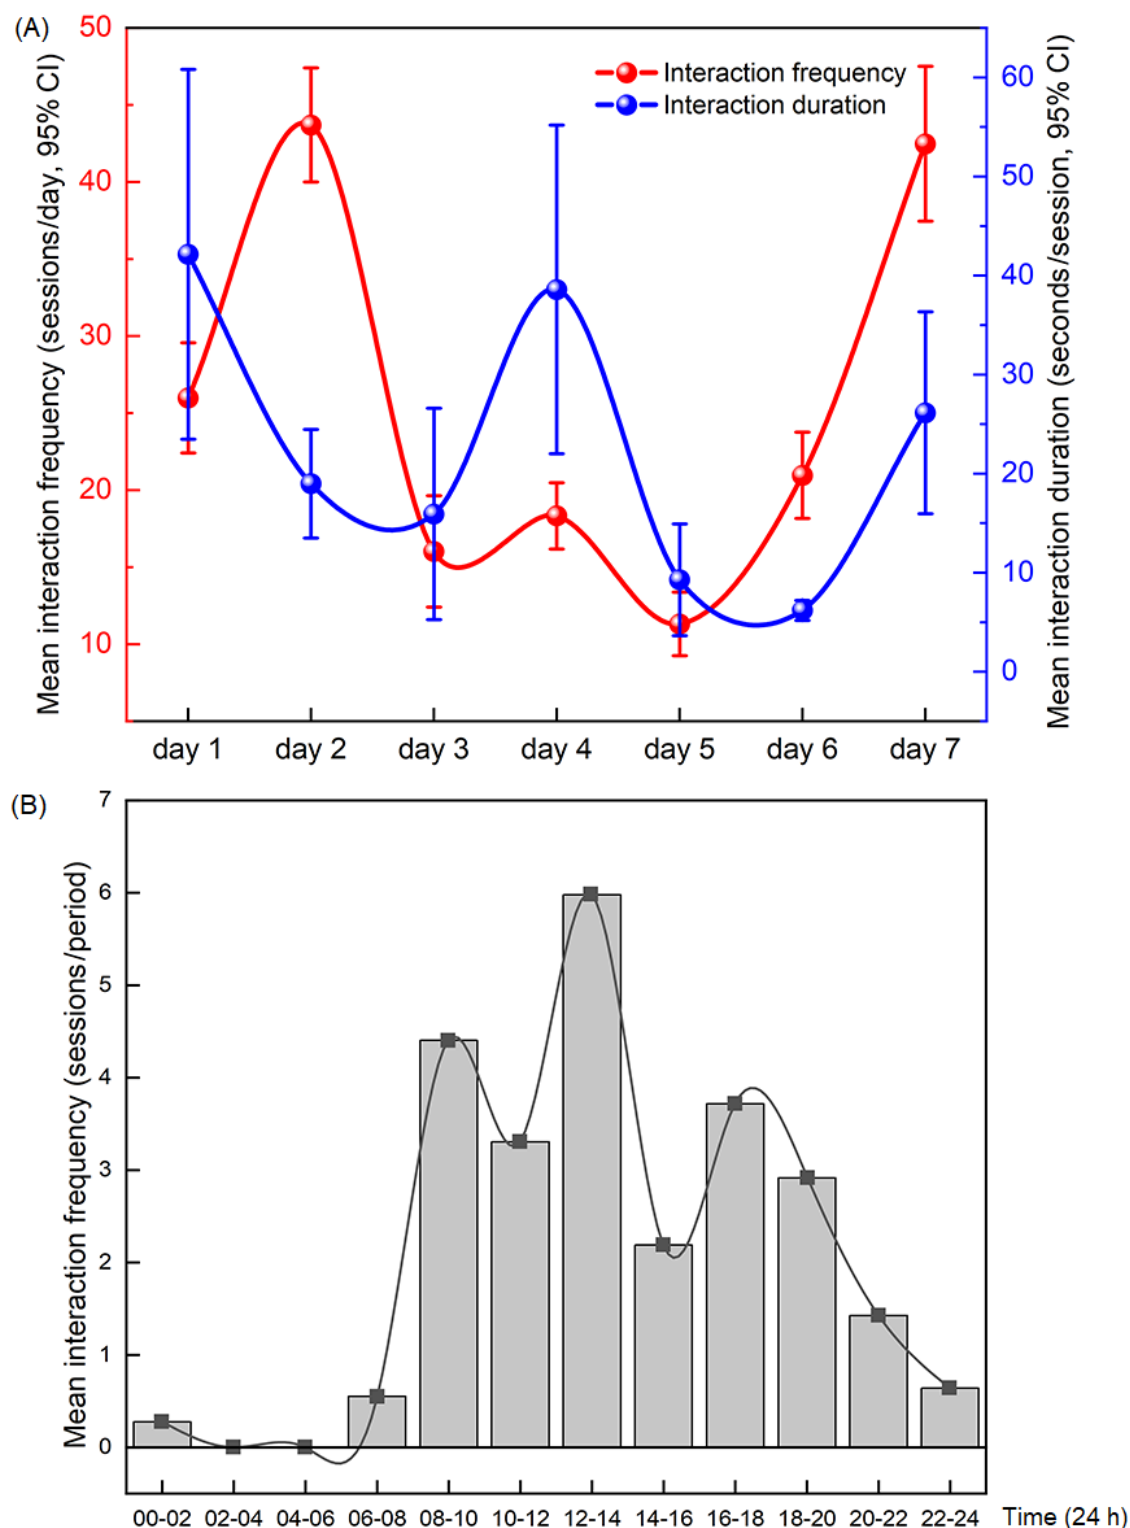 (A)
Mean interaction frequency (sessions/day, 95% CI)
50
40
30
20
10
Interaction frequency
Interaction duration
60
50
40
30
20
10
0
Mean interaction duration (seconds/session, 95% CI)
day 1 day 2 day 3 day 4 day 5 day 6 day 7
(B)
Mean interaction frequency (sessions/period)
7
6
5
4
3
2
1
0
00-02 02-04 04-06 06-08 08-10 10-12 12-14 14-16 16-18 18-20 20-22 22-24 Time (24 h)